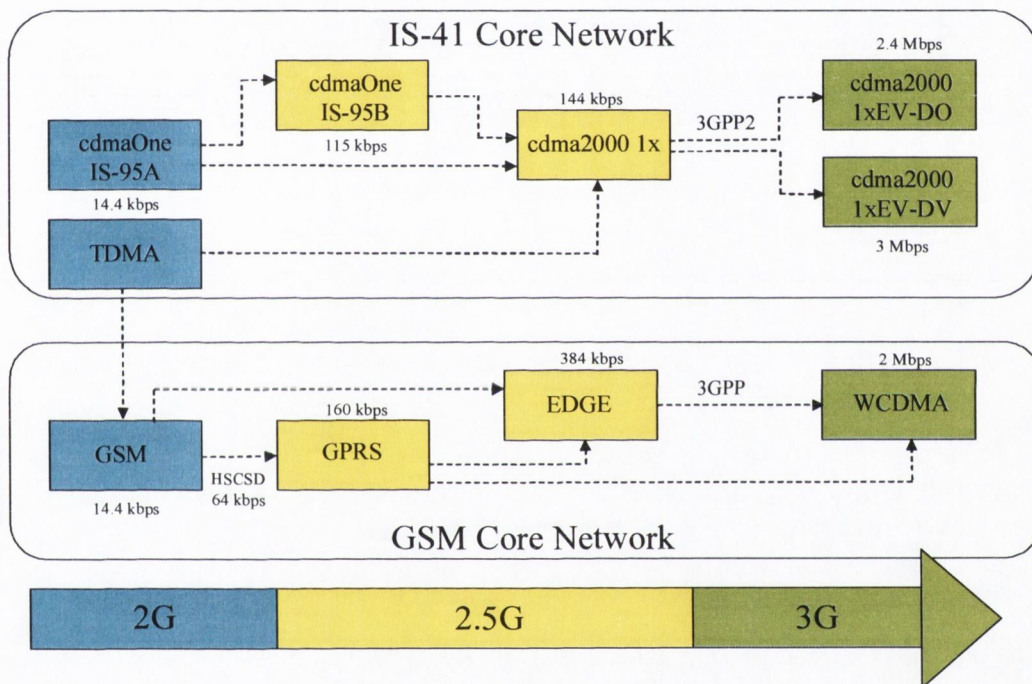 IS-41 Core Network
2.4 Mbps
cdmaOne
IS-95B
115 kbps
144 kbps
cdma2000 1x
3GPP2
cdma2000
1xEV-DO
cdmaOne
IS-95A
14.4 kbps
cdma2000
1xEV-DV
3 Mbps
TDMA
384 kbps
EDGE
3GPP
2 Mbps
WCDMA
160 kbps
GSM
14.4 kbps
HSCSD
64 kbps
GPRS
GSM Core Network
2G
2.5G
3G